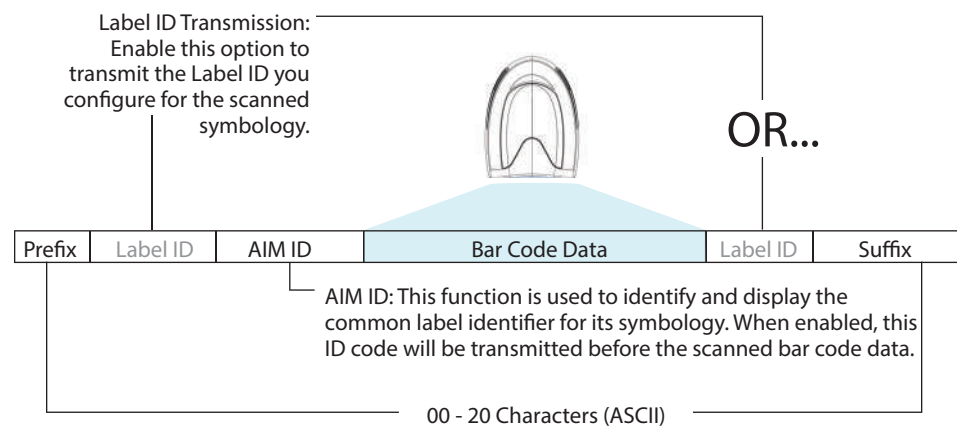 Label ID Transmission:
Enable this option to
transmit the Label ID you
configure for the scanned
symbology.
OR...
Prefix Label ID AIM ID Bar Code Data Label ID Suffix
AIM ID: This function is used to identify and display the
common label identifier for its symbology. When enabled, this
ID code will be transmitted before the scanned bar code data.
00 - 20 Characters (ASCII)